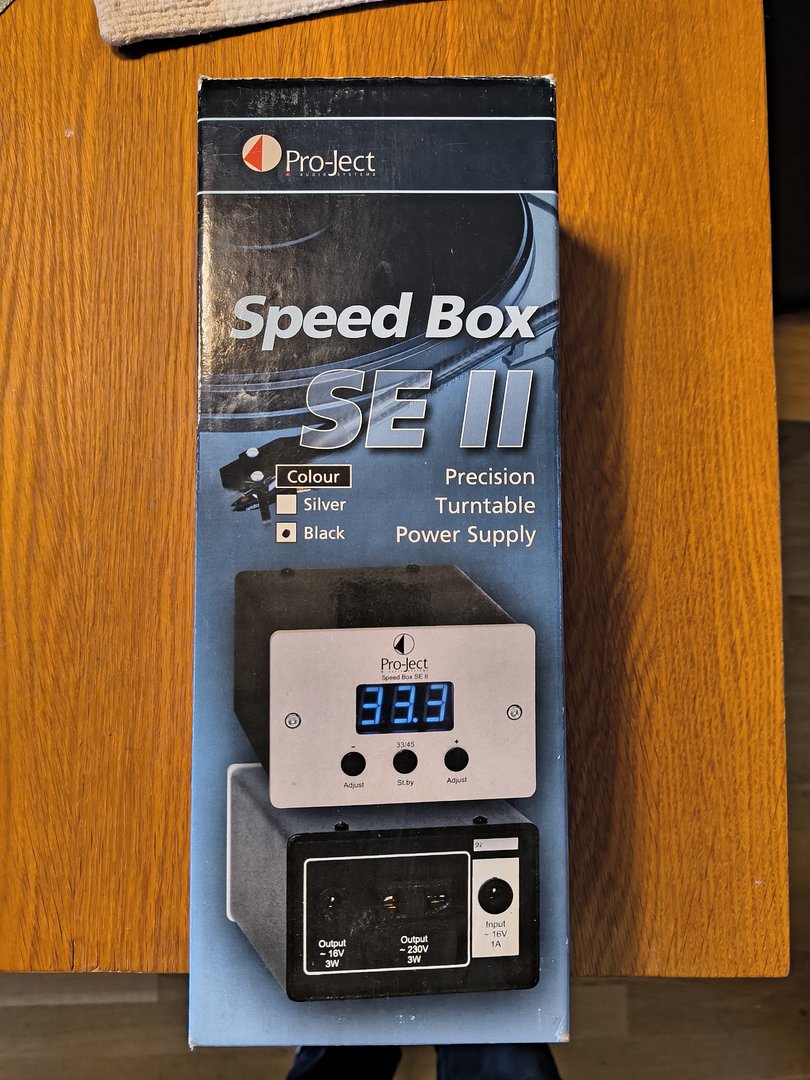 Pro-Ject
AUDIO SYSTEMS
Speed Box
SE II
Colour
Silver
Black
Precision
Turntable
Power Supply
Pro-Ject
Speed Box SE II
33.3
- 33/45 +
Adjust St.by Adjust
SN:
Output
~ 16V
3W
Output
~ 230V
3W
Input
~ 16V
1A